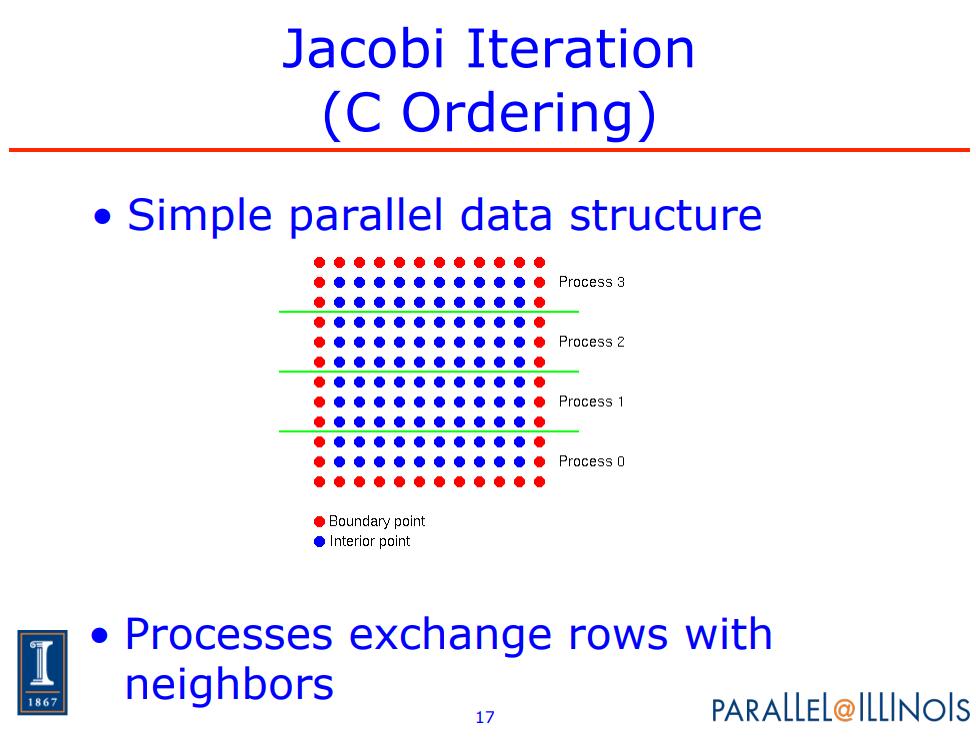 Jacobi Iteration
(C Ordering)
• Simple parallel data structure
Process 3
Process 2
Process 1
Process 0
Boundary point
Interior point
• Processes exchange rows with
neighbors
I
1867
17
PARALLEL@ILLINOIS